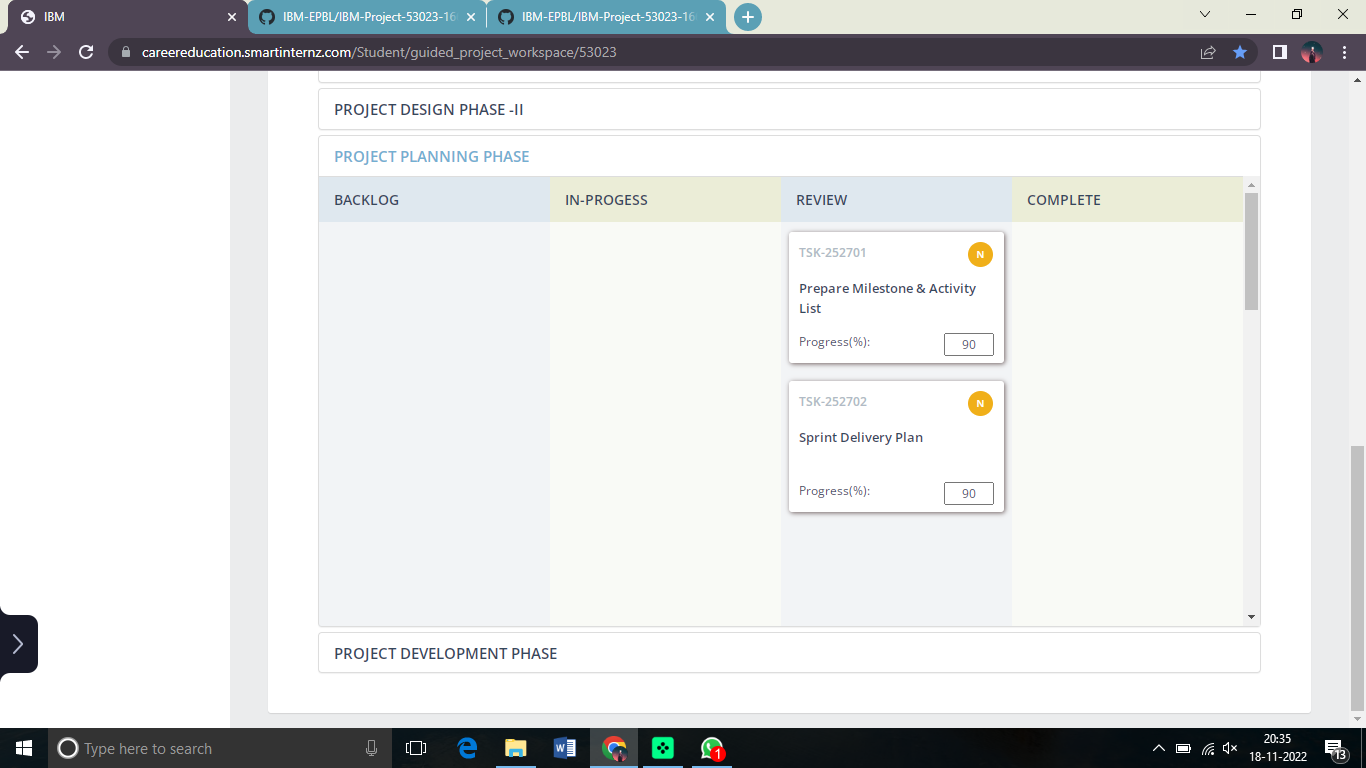 IBM
IBM-EPBL/IBM-Project-53023-16
IBM-EPBL/IBM-Project-53023-16
careereducation.smartinternz.com/Student/guided_project_workspace/53023
PROJECT DESIGN PHASE -II
PROJECT PLANNING PHASE
BACKLOG
IN-PROGESS
REVIEW
COMPLETE
TSK-252701
N
Prepare Milestone & Activity
List
Progress(%):
90
TSK-252702
N
Sprint Delivery Plan
Progress(%):
90
PROJECT DEVELOPMENT PHASE
Type here to search
1
20:35
18-11-2022
13